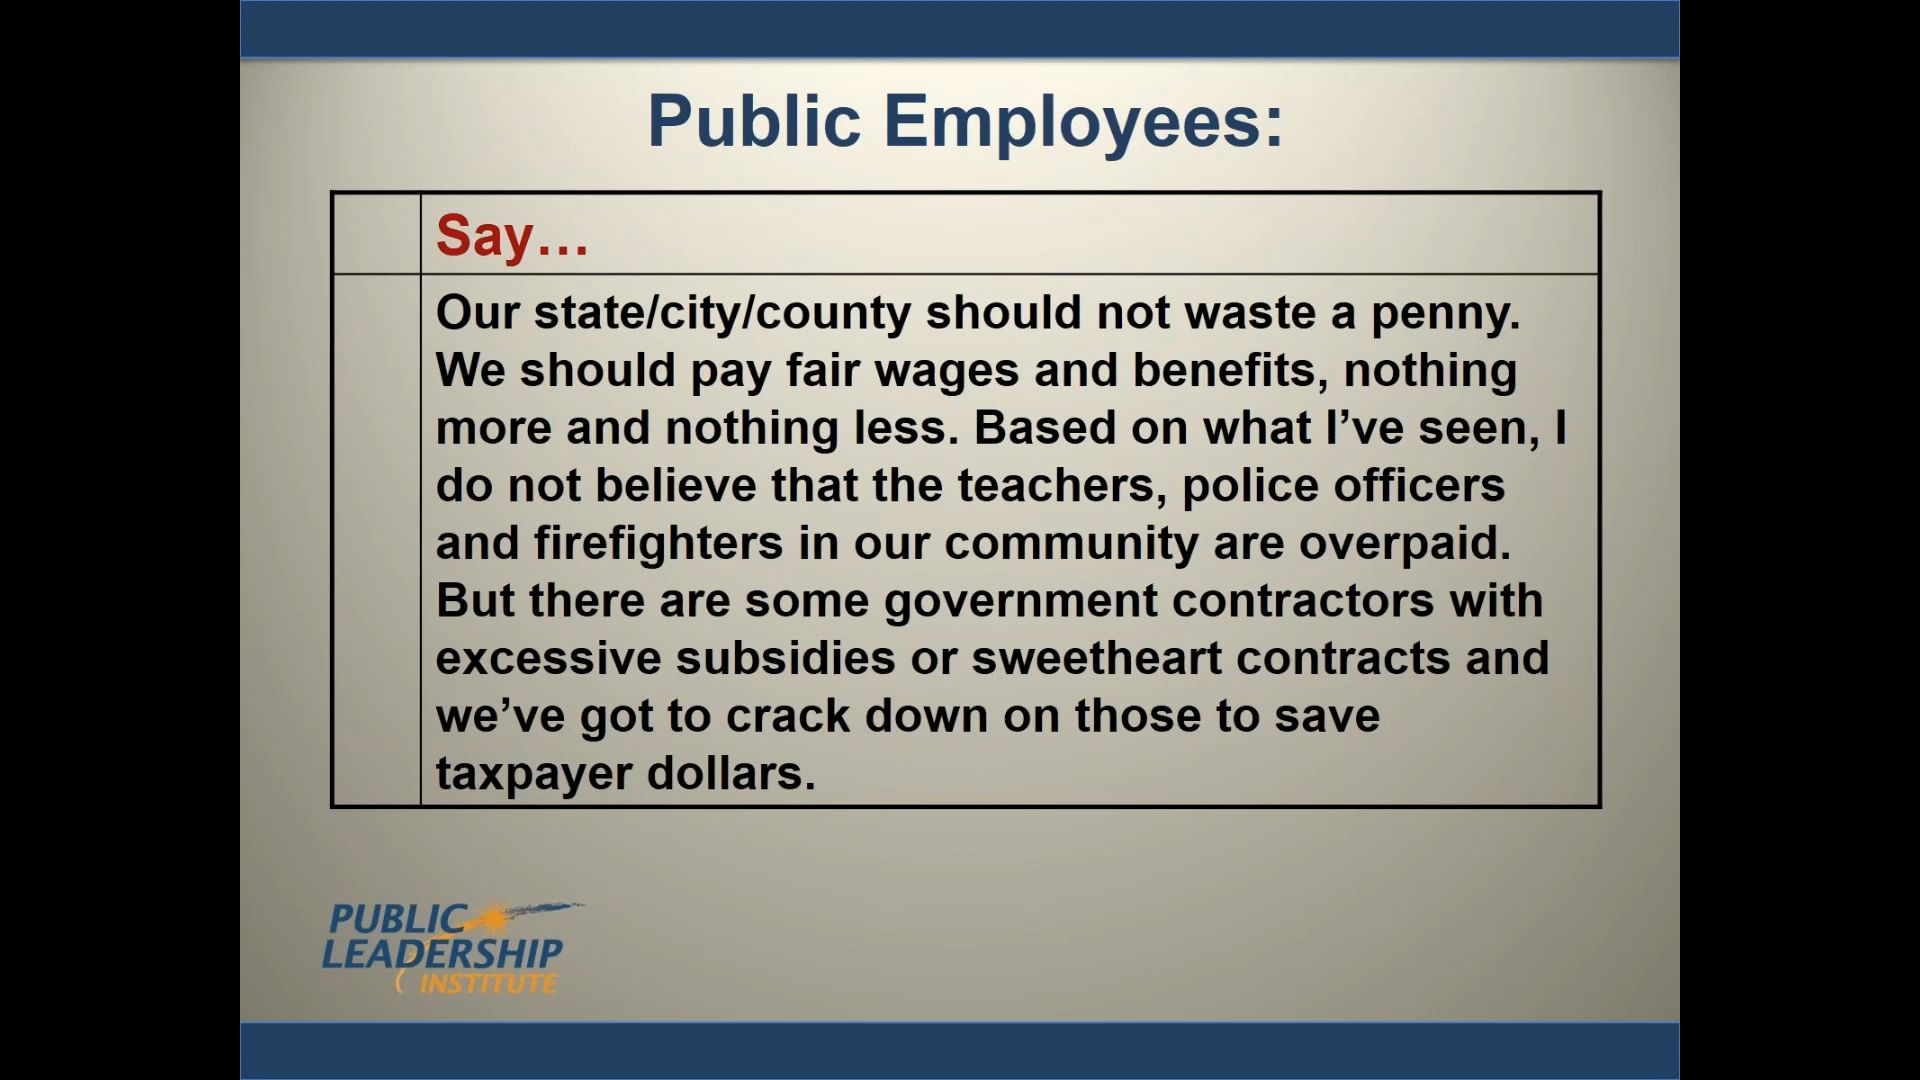 Public Employees:
Say…
Our state/city/county should not waste a penny.
We should pay fair wages and benefits, nothing
more and nothing less. Based on what I’ve seen, I
do not believe that the teachers, police officers
and firefighters in our community are overpaid.
But there are some government contractors with
excessive subsidies or sweetheart contracts and
we’ve got to crack down on those to save
taxpayer dollars.
PUBLIC
LEADERSHIP
INSTITUTE